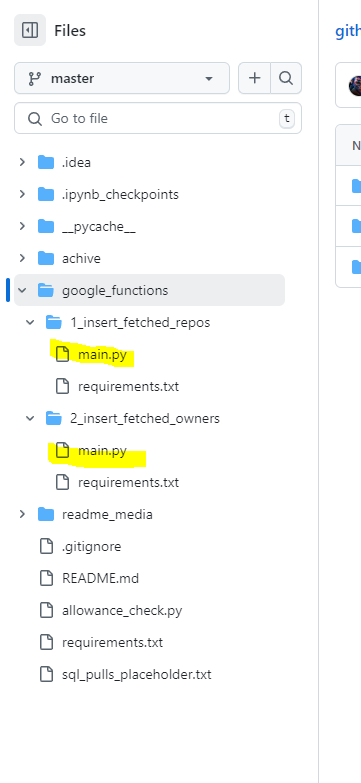 Files
gith
master
Go to file
t
N
.idea
.ipynb_checkpoints
__pycache__
achive
google_functions
1_insert_fetched_repos
main.py
requirements.txt
2_insert_fetched_owners
main.py
requirements.txt
readme_media
.gitignore
README.md
allowance_check.py
requirements.txt
sql_pulls_placeholder.txt